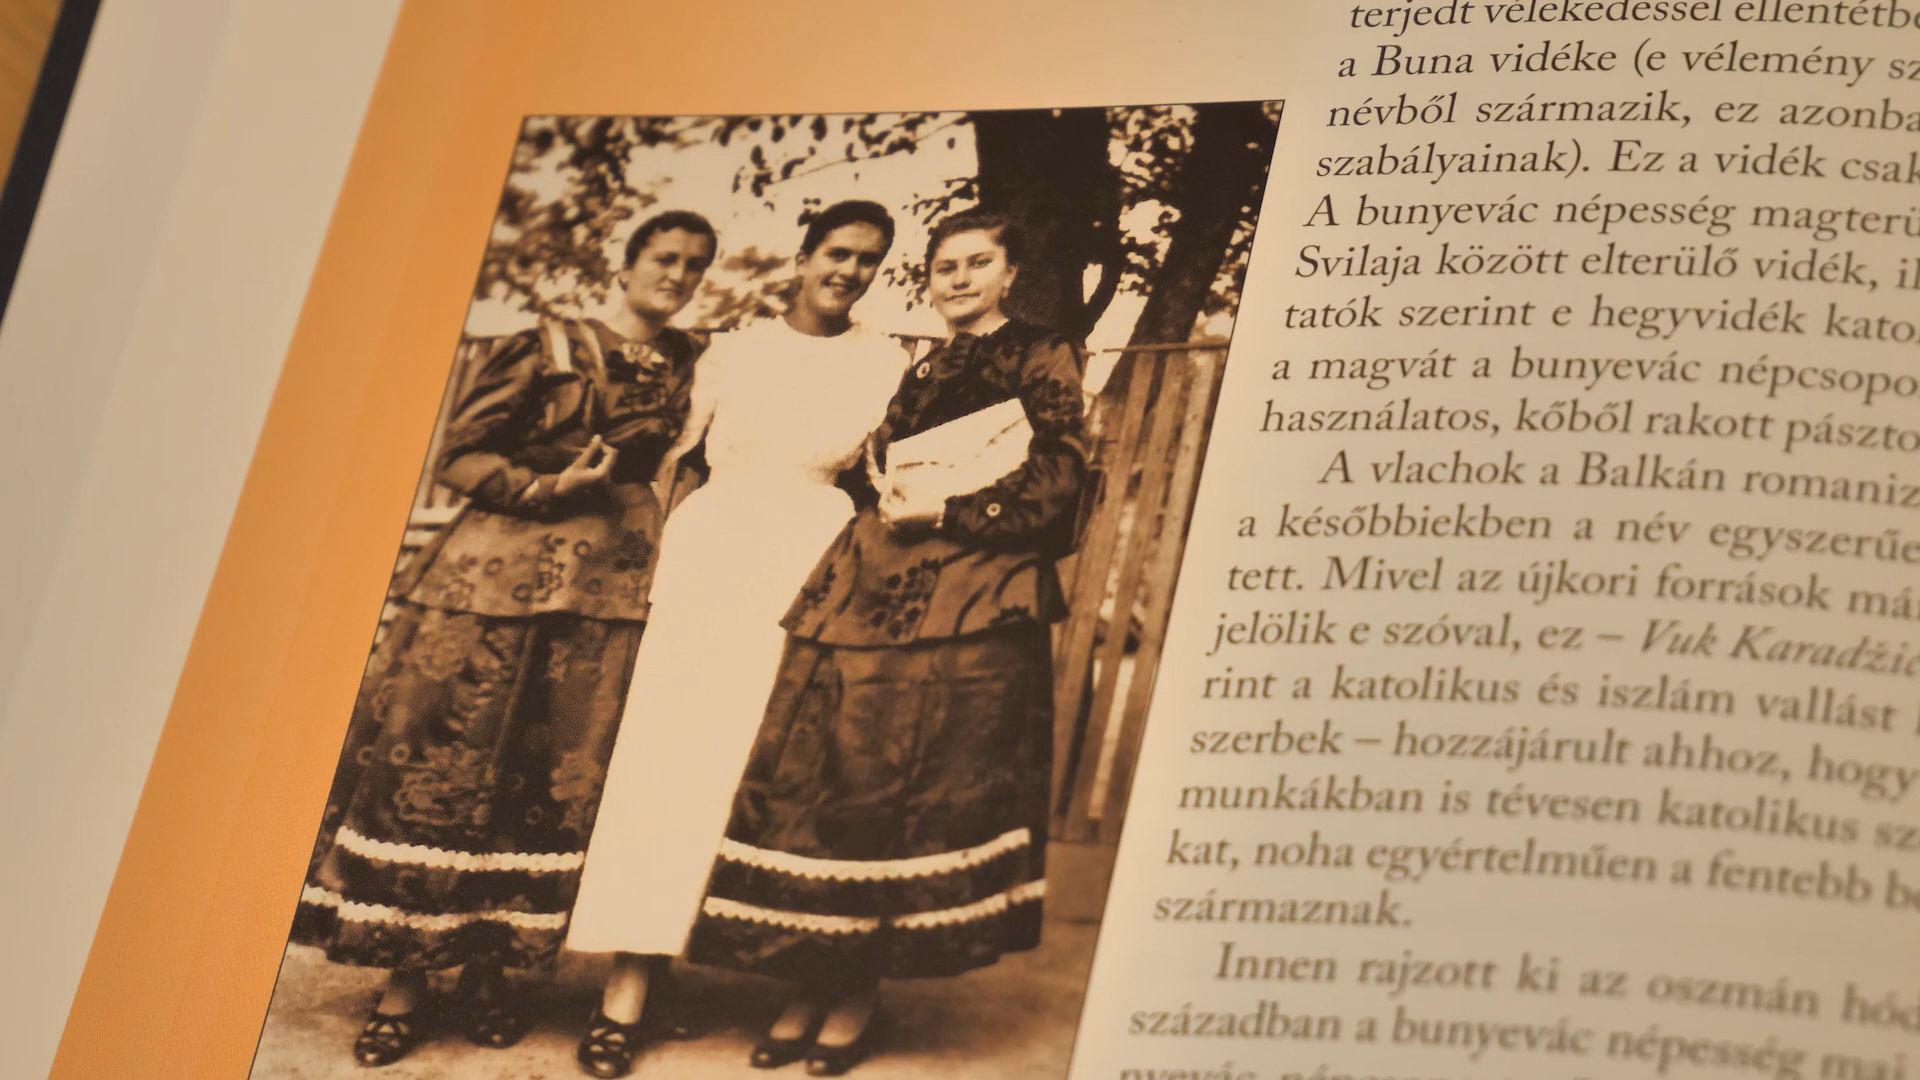 terjedt vélekedéssel ellentétbe
a Buna vidéke (e vélemény sz
névből származik, ez azonba
szabályainak). Ez a vidék csak
A bunyevác népesség magterü
Svilaja között elterülő vidék, il
tatók szerint e hegyvidék kato
a magvát a bunyevác népcsopo
használatos, kőből rakott pászto
A vlachok a Balkán romaniz
a későbbiekben a név egyszerűe
tett. Mivel az újkori források má
jelölik e szóval, ez – Vuk Karadžić
rint a katolikus és iszlám vallást
szerbek – hozzájárult ahhoz, hogy
munkákban is tévesen katolikus sz
kat, noha egyértelműen a fentebb be
származnak.
Innen rajzott ki az oszmán hód
században a bunyevác népesség mai